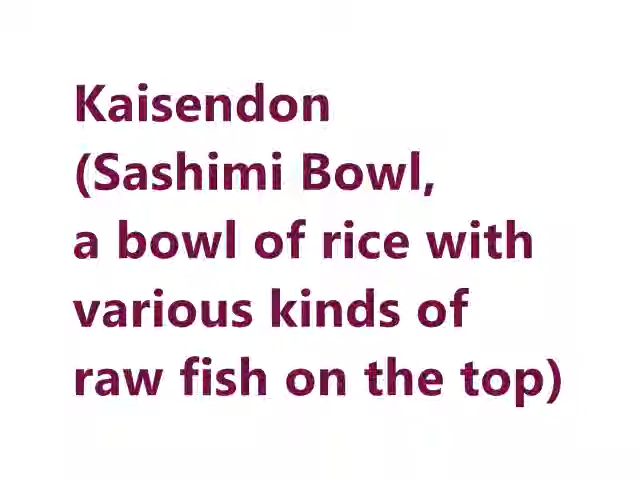 Kaisendon
(Sashimi Bowl,
a bowl of rice with
various kinds of
raw fish on the top)